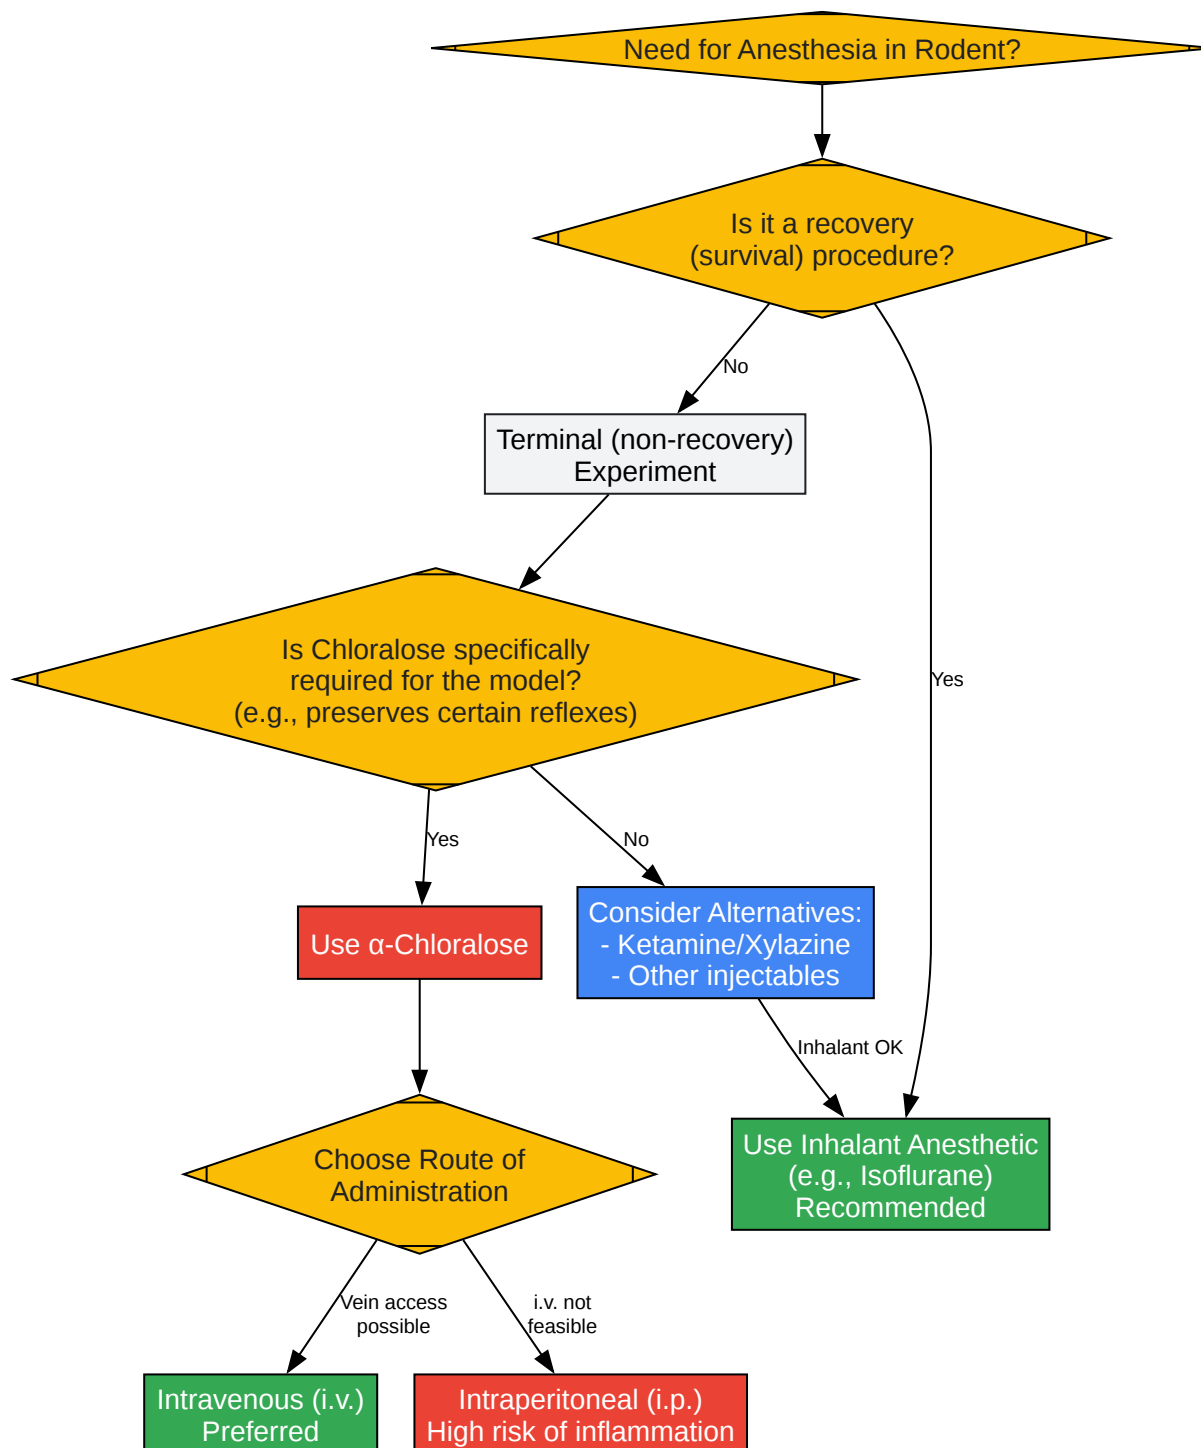 Need for Anesthesia in Rodent?
Is it a recovery
(survival) procedure?
No
Terminal (non-recovery)
Experiment
Is Chloralose specifically
required for the model?
(e.g., preserves certain reflexes)
Yes
Yes
No
Use α-Chloralose
Consider Alternatives:
- Ketamine/Xylazine
- Other injectables
Inhalant OK
Use Inhalant Anesthetic
(e.g., Isoflurane)
Recommended
Choose Route of
Administration
Vein access
possible
i.v. not
feasible
Intravenous (i.v.)
Preferred
Intraperitoneal (i.p.)
High risk of inflammation